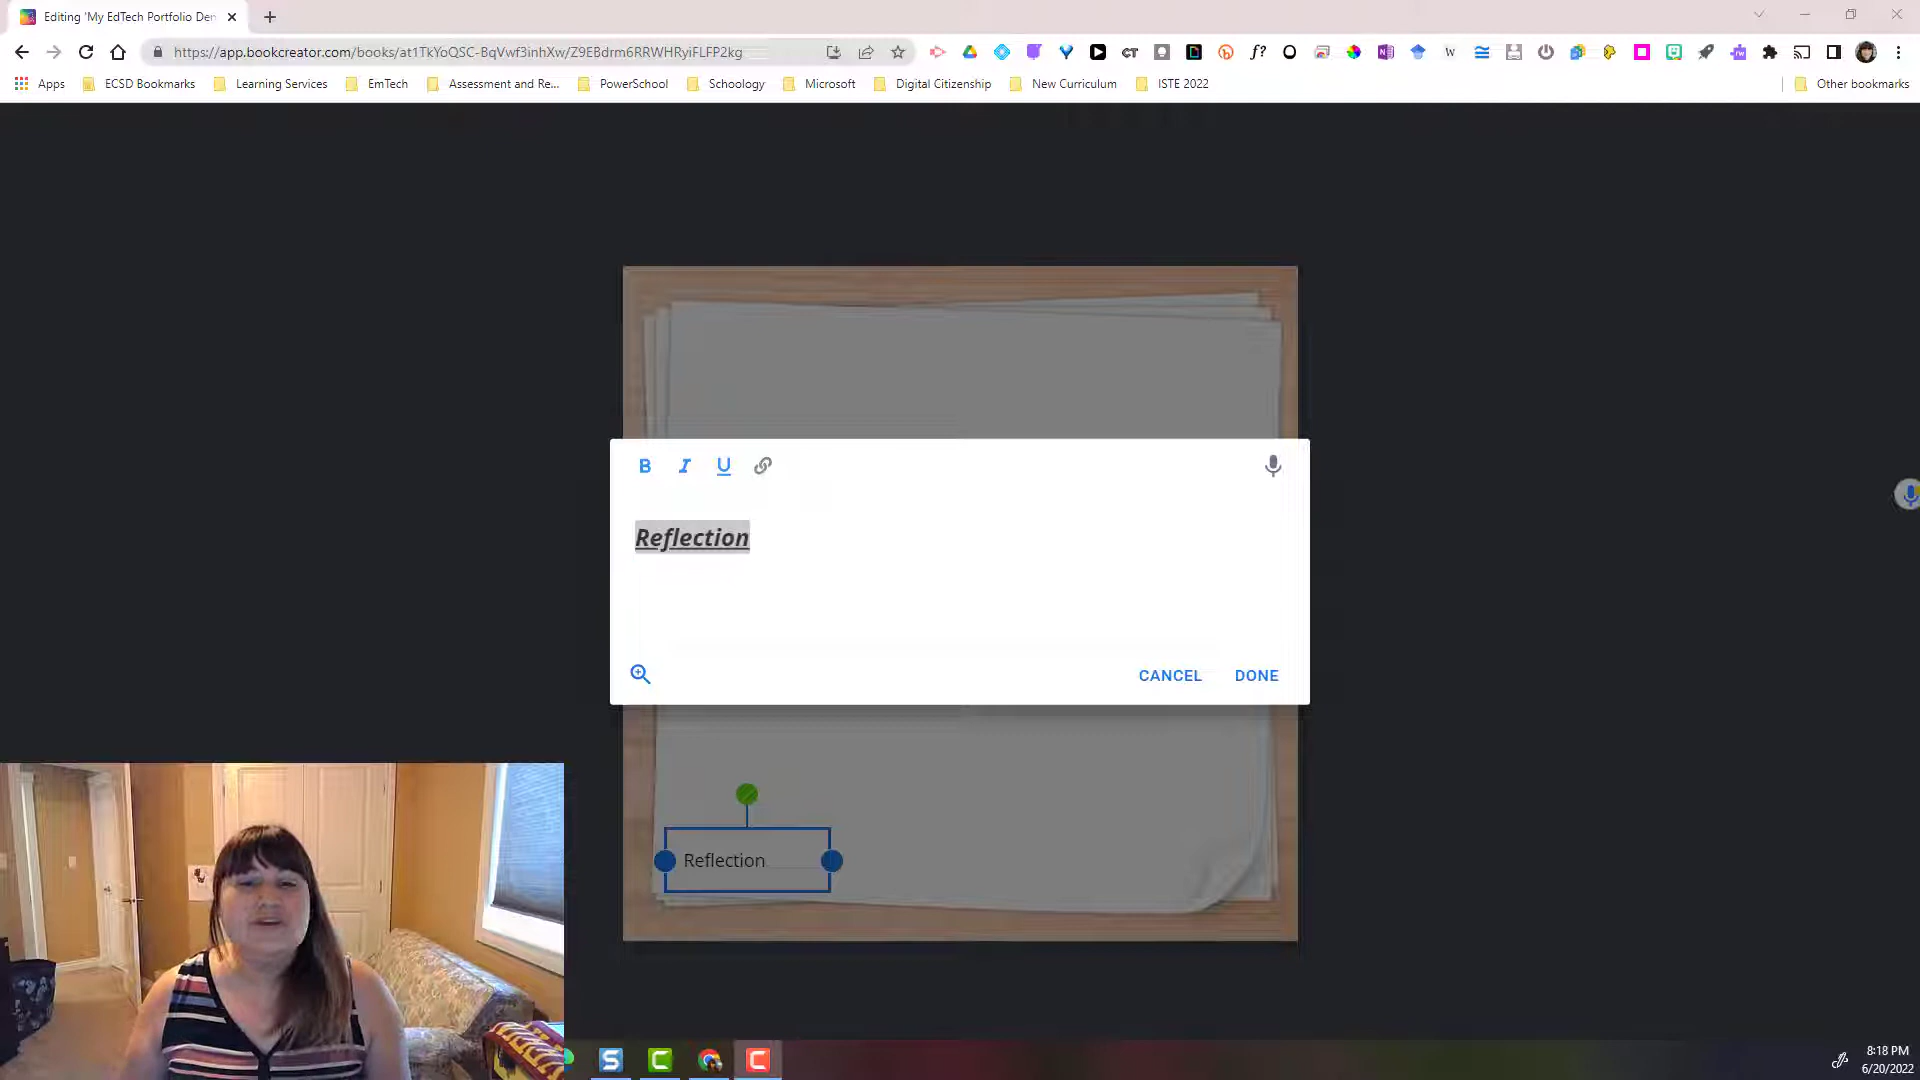 Editing 'My EdTech Portfolio Der
https://app.bookcreator.com/books/at1TkYoQSC-BqVwf3inhXw/Z9EBdrm6RRWHRyiFLFP2kg
Apps ECSD Bookmarks Learning Services EmTech Assessment and Re... PowerSchool Schoology Microsoft Digital Citizenship New Curriculum ISTE 2022 Other bookmarks
B I U
Reflection
CANCEL DONE
Reflection
8:18 PM
6/20/2022